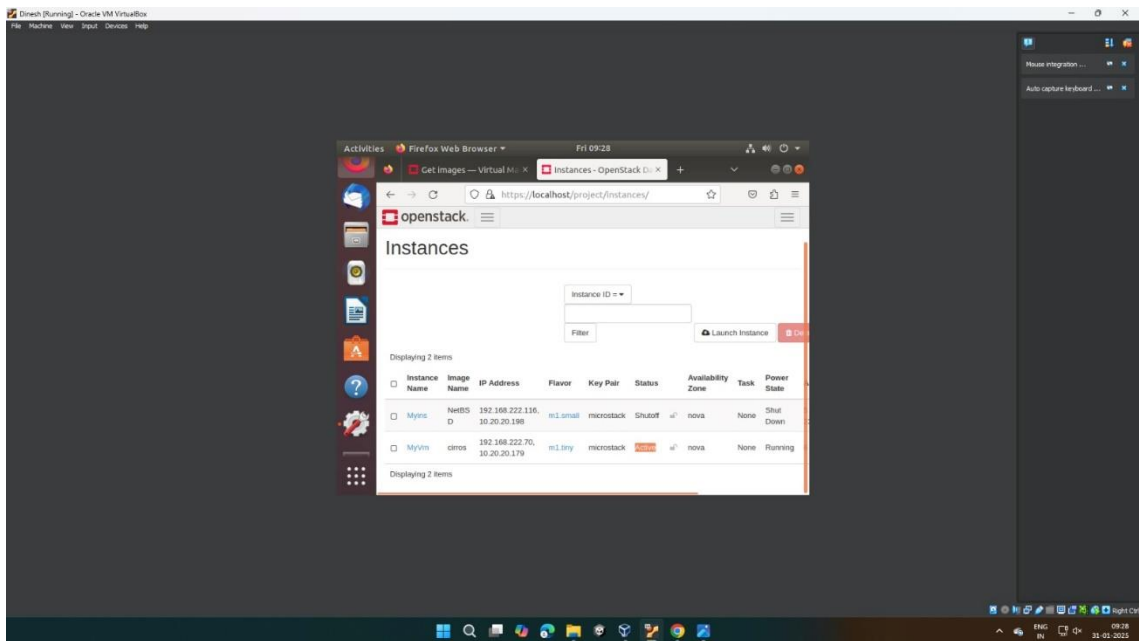 Dinesh [Running] - Oracle VM VirtualBox
File Machine View Input Devices Help
Mouse integration ...
Auto capture keyboard ...
Activities Firefox Web Browser Fri 09:28
Get Images — Virtual Ma Instances - OpenStack Da
https://localhost/project/instances/
openstack.
Instances
Instance ID =
Filter Launch Instance
Displaying 2 items
Instance Name Image Name IP Address Flavor Key Pair Status Availability Zone Task Power State
MyIns NetBSD 192.168.222.116, 10.20.20.198 m1.small microstack Shutoff nova None Shut Down
MyVm cirros 192.168.222.70, 10.20.20.179 m1.tiny microstack Active nova None Running
Displaying 2 items
Right Ctrl
ENG IN 09:28 31-01-2025